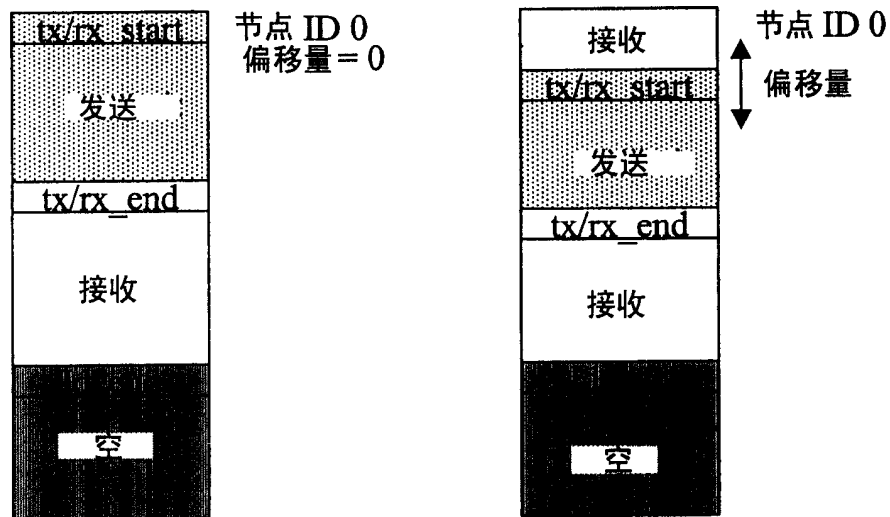 tx/rx_start
节点 ID 0
偏移量 = 0
发送
tx/rx_end
接收
空
接收
节点 ID 0
tx/rx_start
偏移量
发送
tx/rx_end
接收
空